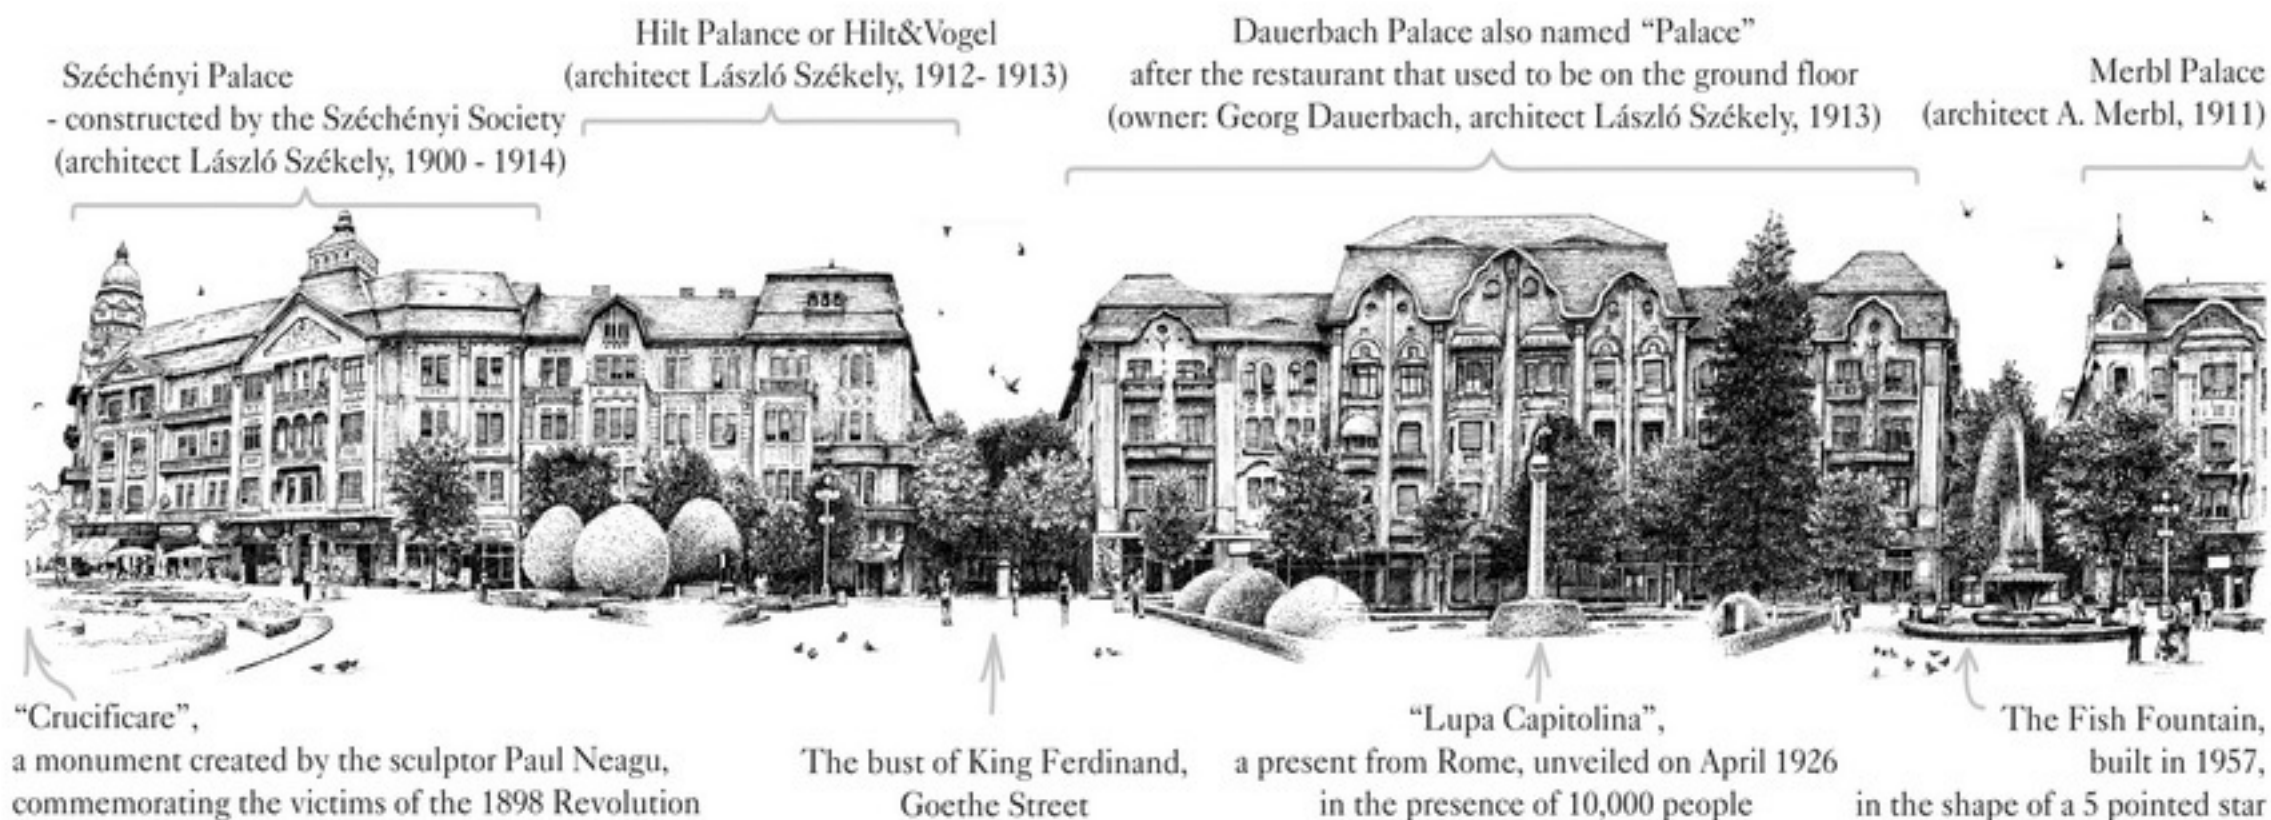 Széchényi Palace
- constructed by the Széchényi Society
(architect László Székely, 1900 - 1914)
Hilt Palance or Hilt&Vogel
(architect László Székely, 1912- 1913)
Dauerbach Palace also named “Palace”
after the restaurant that used to be on the ground floor
(owner: Georg Dauerbach, architect László Székely, 1913)
Merbl Palace
(architect A. Merbl, 1911)
“Crucificare”,
a monument created by the sculptor Paul Neagu,
commemorating the victims of the 1898 Revolution
The bust of King Ferdinand,
Goethe Street
“Lupa Capitolina”,
a present from Rome, unveiled on April 1926
in the presence of 10,000 people
The Fish Fountain,
built in 1957,
in the shape of a 5 pointed star